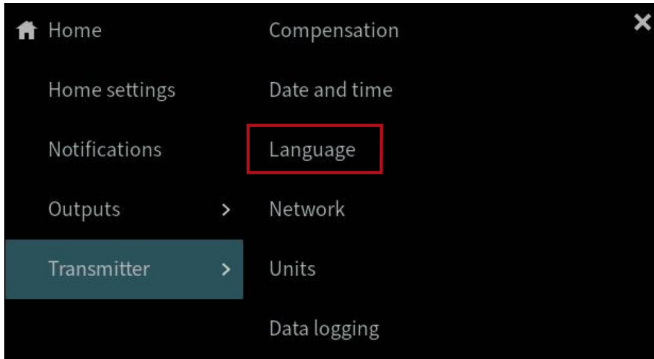 Home
Home settings
Notifications
Outputs
Transmitter
Compensation
Date and time
Language
Network
Units
Data logging